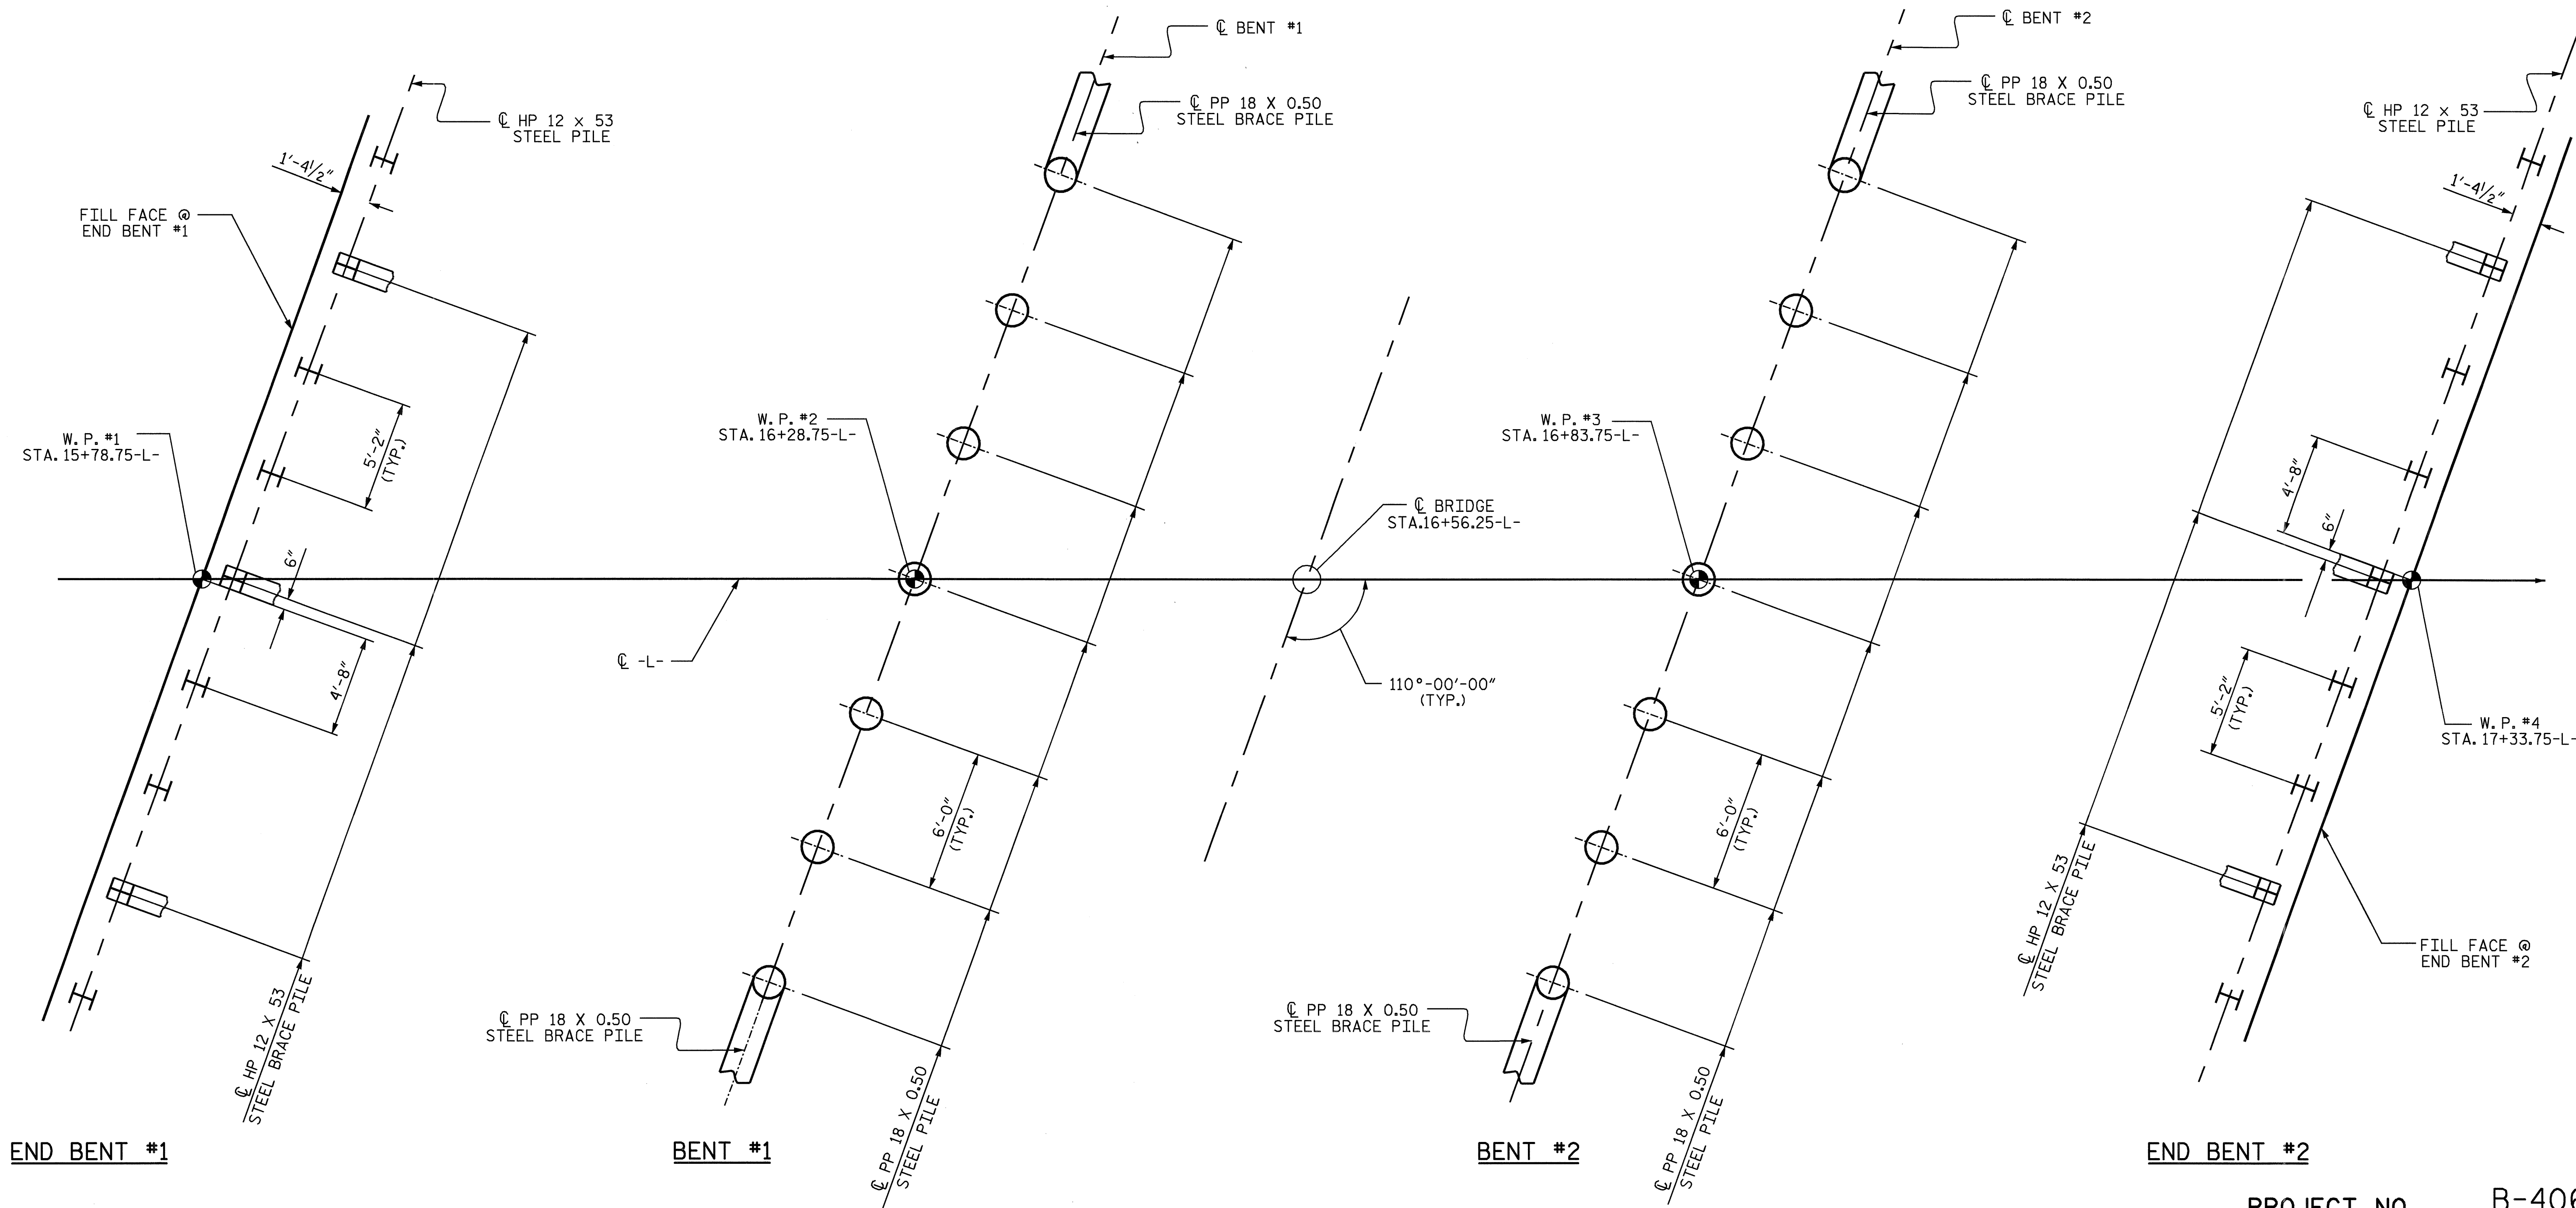 ℄ BENT #1
℄ BENT #2
℄ PP 18 X 0.50
STEEL BRACE PILE
℄ PP 18 X 0.50
STEEL BRACE PILE
℄ HP 12 x 53
STEEL PILE
℄ HP 12 x 53
STEEL PILE
1'-4 1/2"
1'-4 1/2"
FILL FACE @
END BENT #1
W.P. #1
STA. 15+78.75-L-
5'-2"
(TYP.)
W.P. #2
STA. 16+28.75-L-
℄ BRIDGE
STA.16+56.25-L-
W.P. #3
STA. 16+83.75-L-
4'-8"
6"
6"
4'-8"
℄ -L-
110°-00'-00"
(TYP.)
5'-2"
(TYP.)
W.P. #4
STA. 17+33.75-L-
6'-0"
(TYP.)
6'-0"
(TYP.)
℄ HP 12 X 53
STEEL BRACE PILE
FILL FACE @
END BENT #2
℄ PP 18 X 0.50
STEEL BRACE PILE
℄ PP 18 X 0.50
STEEL BRACE PILE
℄ HP 12 X 53
STEEL BRACE PILE
℄ PP 18 X 0.50
STEEL PILE
℄ PP 18 X 0.50
STEEL PILE
END BENT #1
BENT #1
BENT #2
END BENT #2
PROJECT NO.
B-406